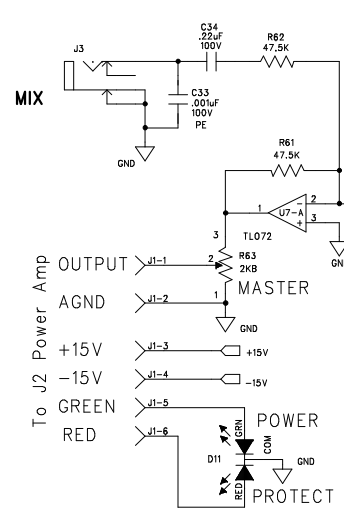 C34
.22uF
100V
R62
47.5K
J3
MIX
C33
.001uF
100V
PE
GND
R61
47.5K
2
1
U7-A
3
TL072
GND
3
2
R63
2KB
1
MASTER
GND
To J2 Power Amp
OUTPUT J1-1
AGND J1-2
+15V J1-3 +15V
-15V J1-4 -15V
GREEN J1-5
RED J1-6
GRN
POWER
D11
COM
GND
RED
PROTECT